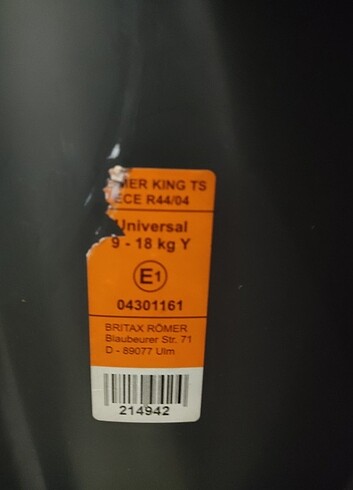 KING TS
ECE R44/04
Universal
9 - 18 kg Y
E1
04301161
BRITAX RÖMER
Blaubeurer Str. 71
D - 89077 Ulm
214942